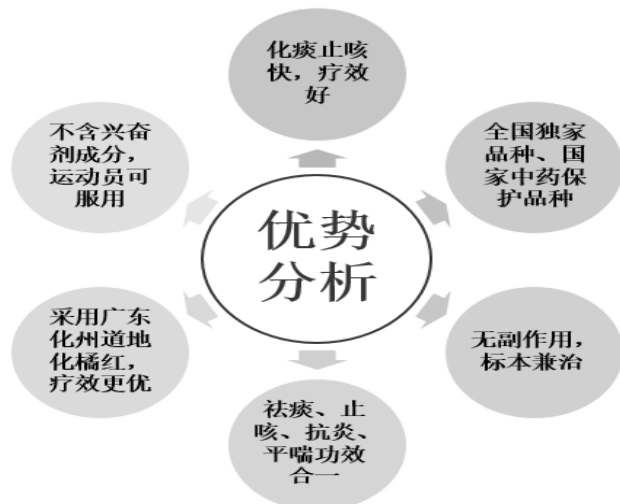 化痰止咳
快，疗效
好
全国独家
品种、国
家中药保
护品种
无副作用，
标本兼治
祛痰、止
咳、抗炎、
平喘功效
合一
采用广东
化州道地
化橘红，
疗效更优
不含兴奋
剂成分，
运动员可
服用
优势
分析